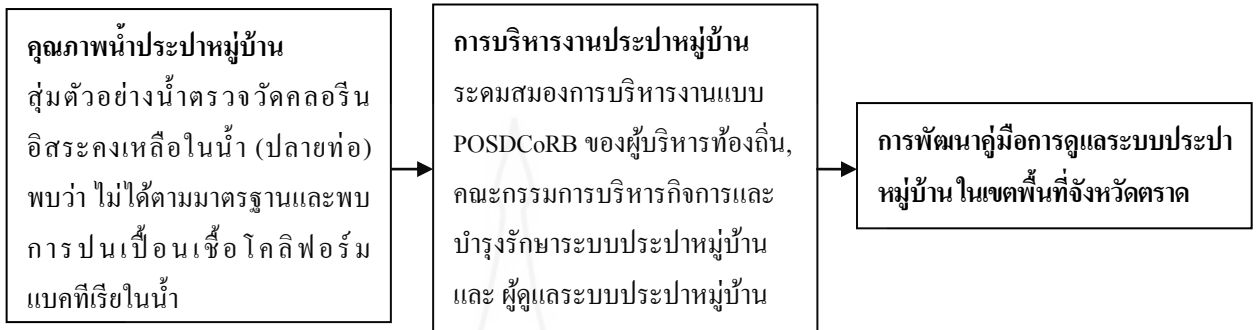 คุณภาพน้ำประปาหมู่บ้าน
สุ่มตัวอย่างน้ำตรวจวัดคลอรีน
อิสระคงเหลือในน้ำ (ปลายท่อ)
พบว่า ไม่ได้ตามมาตรฐานและพบ
การปนเปื้อนเชื้อโคลิฟอร์ม
แบคทีเรียในน้ำ
การบริหารงานประปาหมู่บ้าน
ระดมสมองการบริหารงานแบบ
POSDCoRB ของผู้บริหารท้องถิ่น,
คณะกรรมการบริหารกิจการและ
บำรุงรักษาระบบประปาหมู่บ้าน
และ ผู้ดูแลระบบประปาหมู่บ้าน
การพัฒนาคู่มือการดูแลระบบประปา
หมู่บ้าน ในเขตพื้นที่จังหวัดตราด